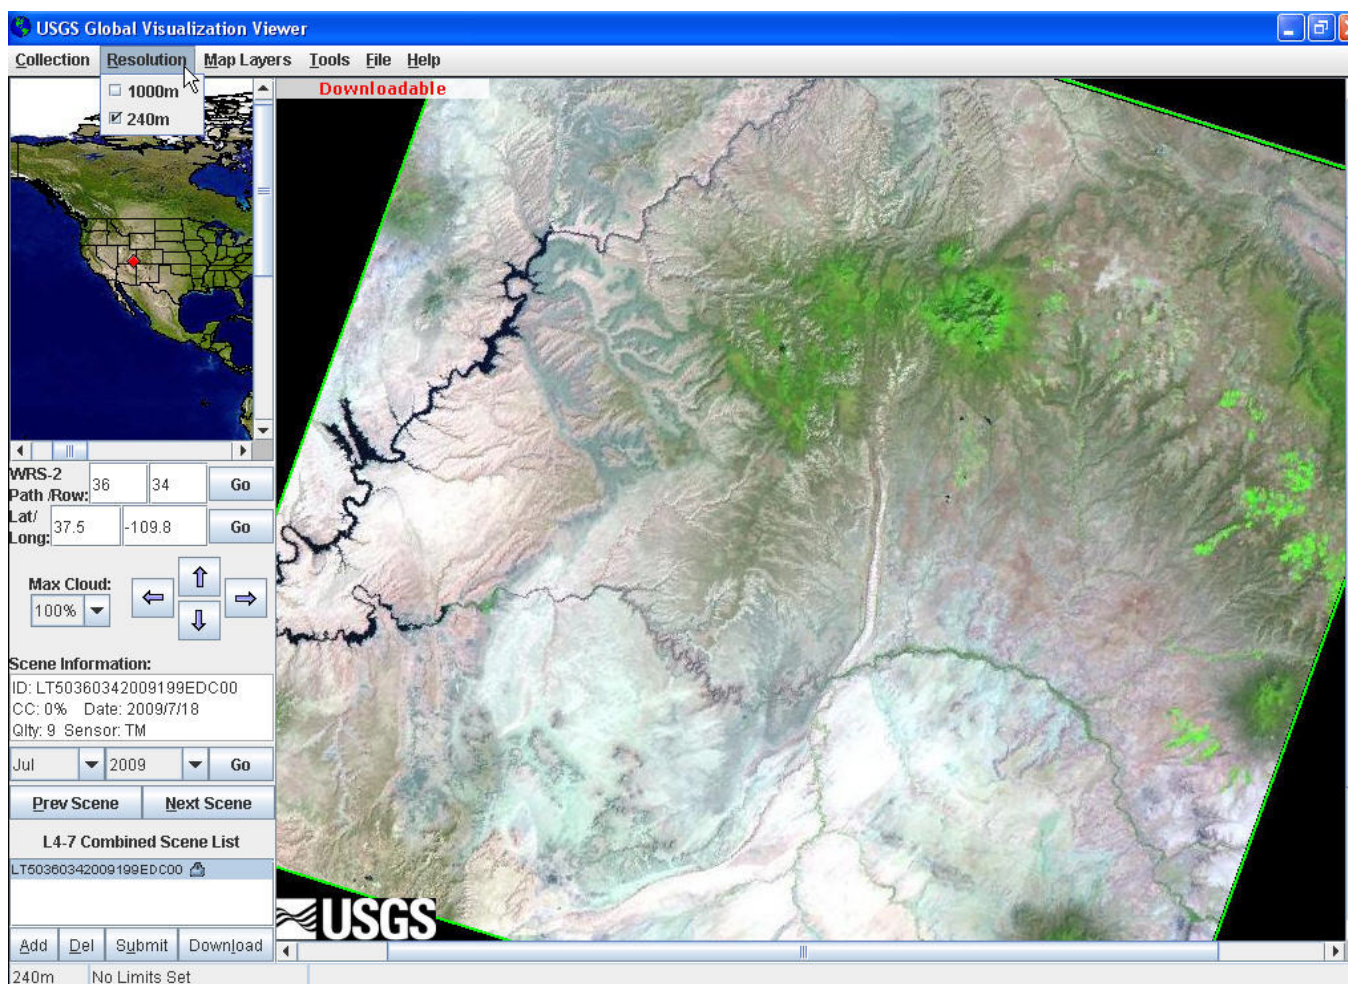 USGS Global Visualization Viewer
Collection Resolution Map Layers Tools File Help
1000m
240m
Downloadable
WRS-2
Path /Row: 36 34 Go
Lat/
Long: 37.5 -109.8 Go
Max Cloud:
100%
Scene Information:
ID: LT50360342009199EDC00
CC: 0% Date: 2009/7/18
Qlty: 9 Sensor: TM
Jul 2009 Go
Prev Scene Next Scene
L4-7 Combined Scene List
LT50360342009199EDC00
USGS
Add Del Submit Download
240m No Limits Set